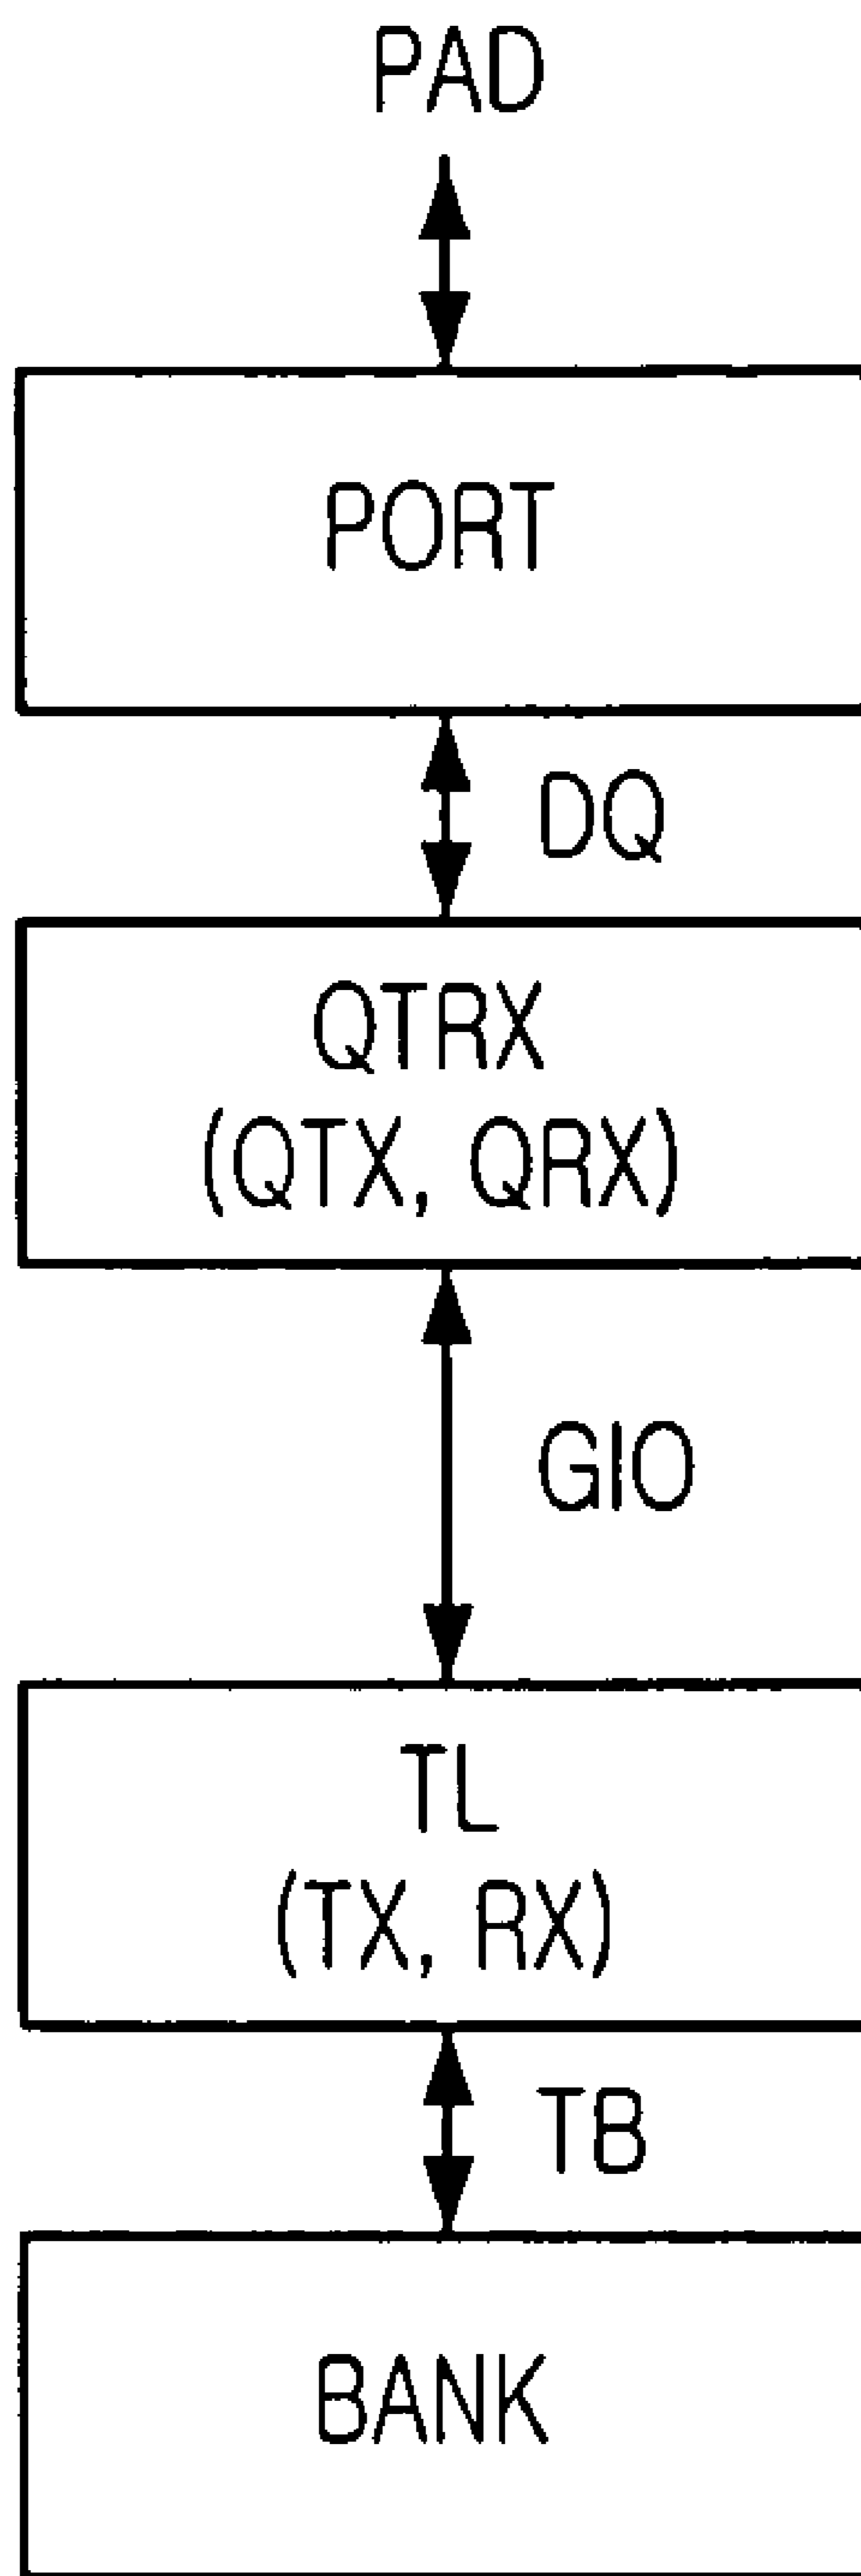 PAD
PORT
DQ
QTRX
(QTX, QRX)
GIO
TL
(TX, RX)
TB
BANK